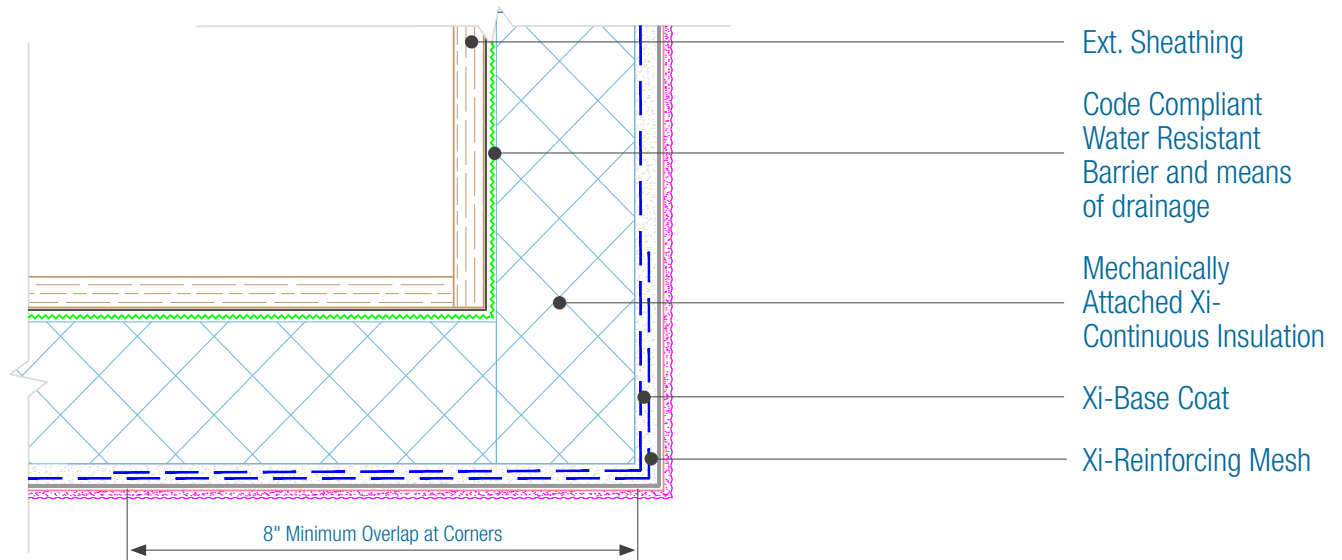 Ext. Sheathing
Code Compliant
Water Resistant
Barrier and means
of drainage
Mechanically
Attached Xi-
Continuous Insulation
Xi-Base Coat
Xi-Reinforcing Mesh
8" Minimum Overlap at Corners